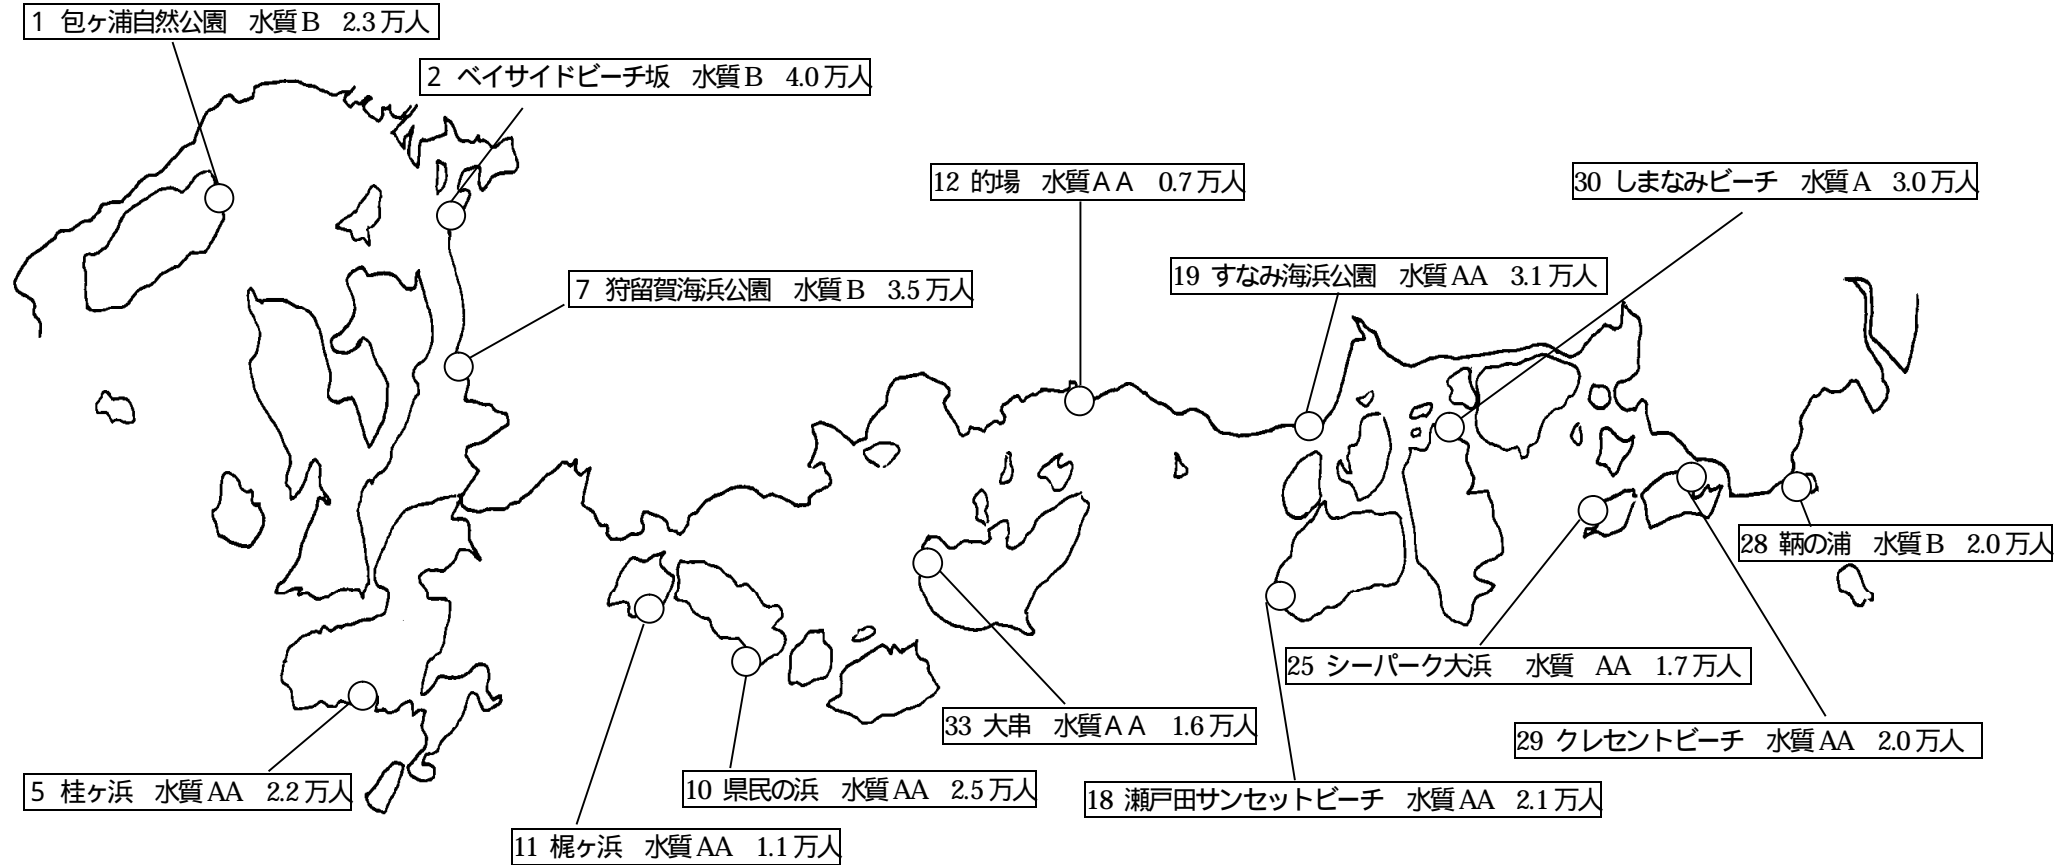 1 包ヶ浦自然公園　水質B　2.3万人
2 ベイサイドビーチ坂　水質B　4.0万人
12 的場　水質ＡＡ　0.7万人
30 しまなみビーチ　水質A　3.0万人
19 すなみ海浜公園　水質AA　3.1万人
7 狩留賀海浜公園　水質B　3.5万人
28 鞆の浦　水質B　2.0万人
25 シーパーク大浜　水質　AA　1.7万人
33 大串　水質ＡＡ　1.6万人
29 クレセントビーチ　水質AA　2.0万人
5 桂ヶ浜　水質AA　2.2万人
10 県民の浜　水質AA　2.5万人
18 瀬戸田サンセットビーチ　水質AA　2.1万人
11 梶ヶ浜　水質AA　1.1万人